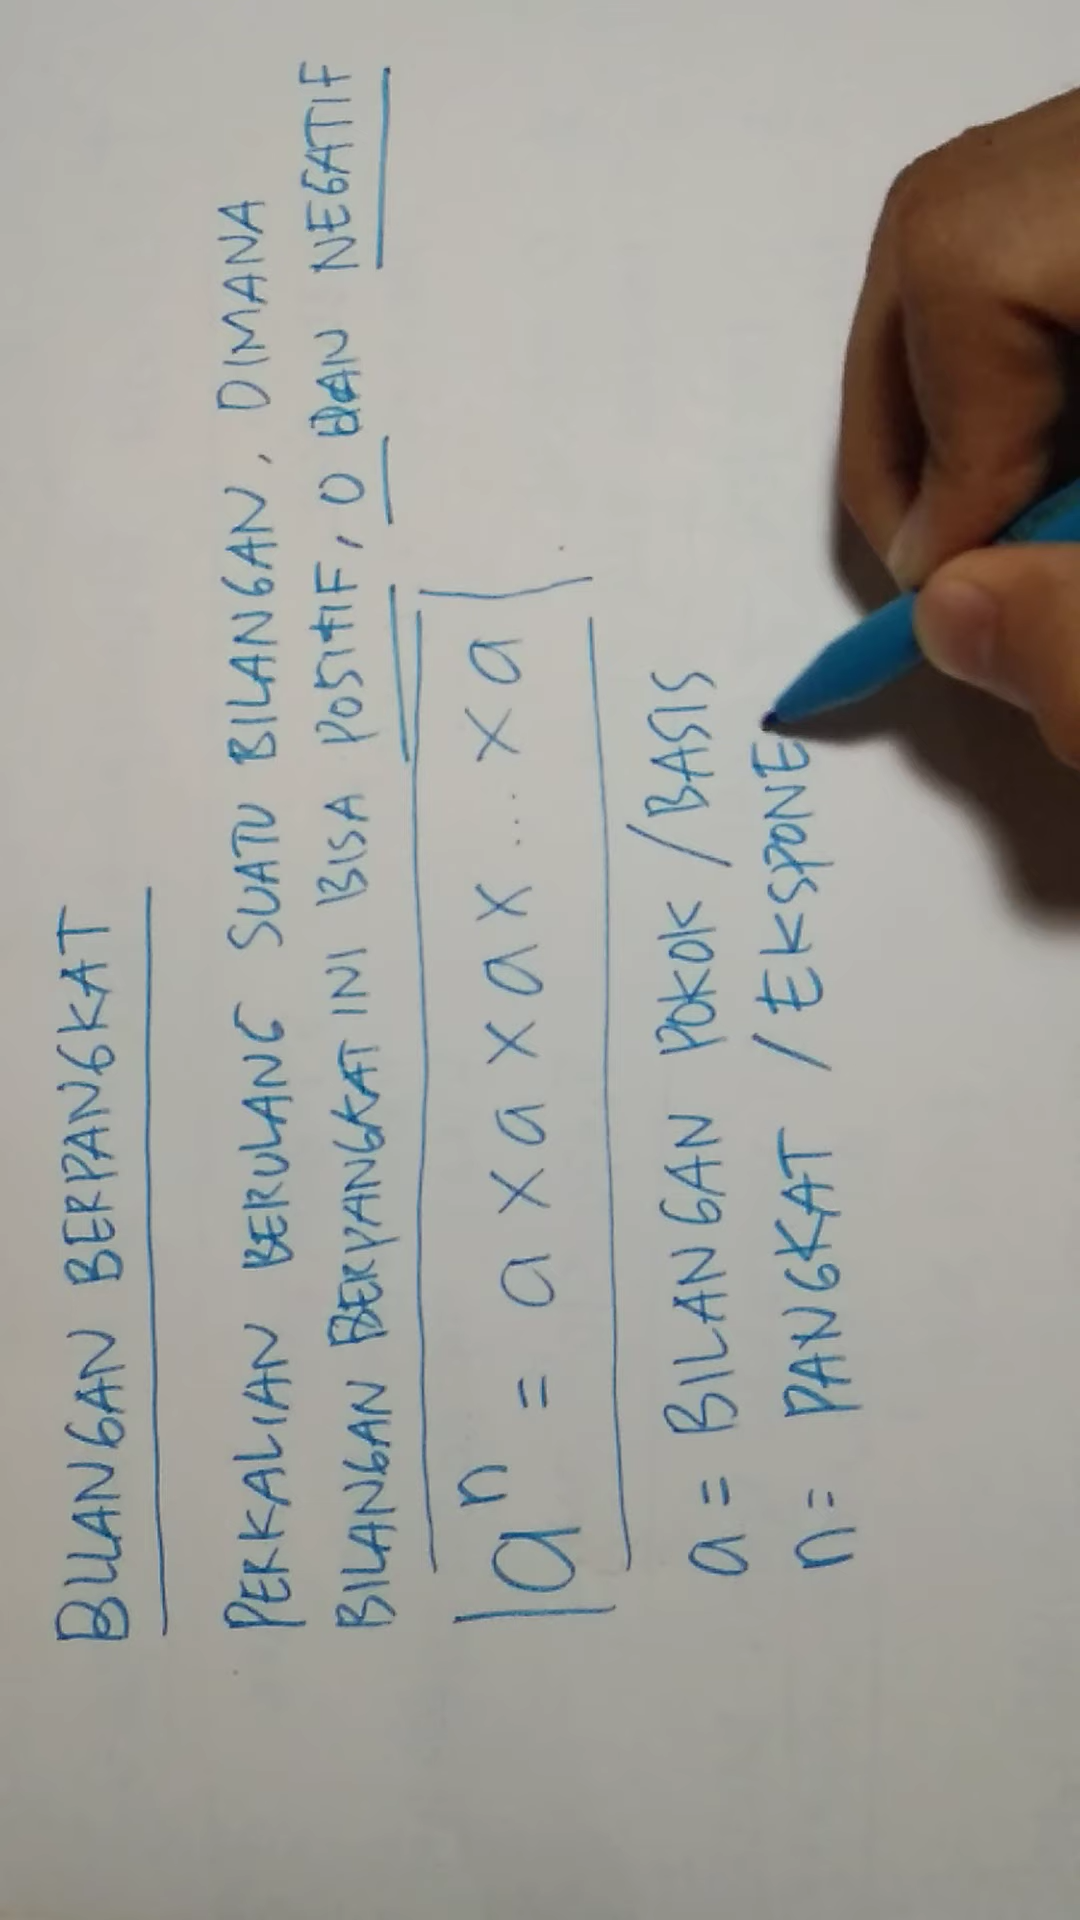 BILANGAN BERPANGKAT
PERKALIAN BERULANG SUATU BILANGAN, DIMANA
BILANGAN BERPANGKAT INI BISA POSITIF, 0 DAN NEGATIF
aⁿ = a x a x a x ... x a
a = BILANGAN POKOK / BASIS
n = PANGKAT / EKSPONE